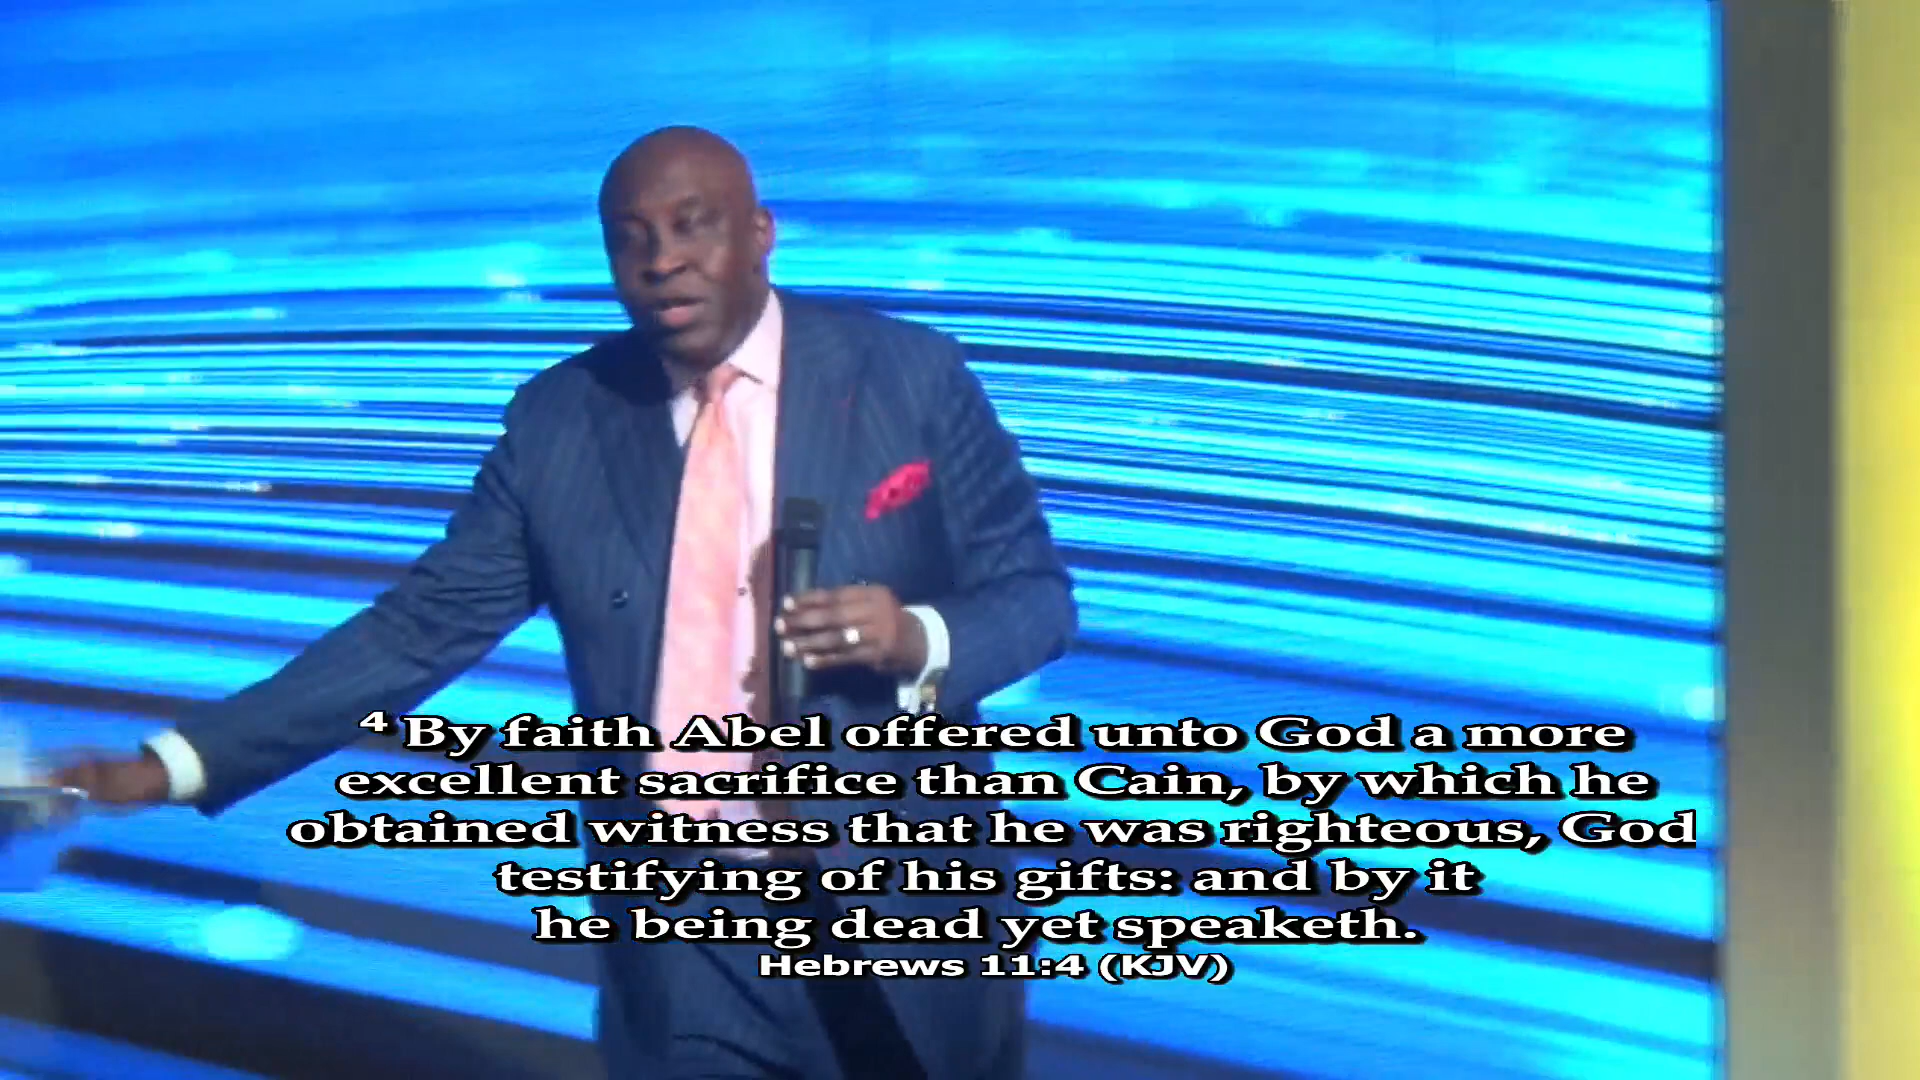 4 By faith Abel offered unto God a more
excellent sacrifice than Cain, by which he
obtained witness that he was righteous, God
testifying of his gifts: and by it
he being dead yet speaketh.
Hebrews 11:4 (KJV)